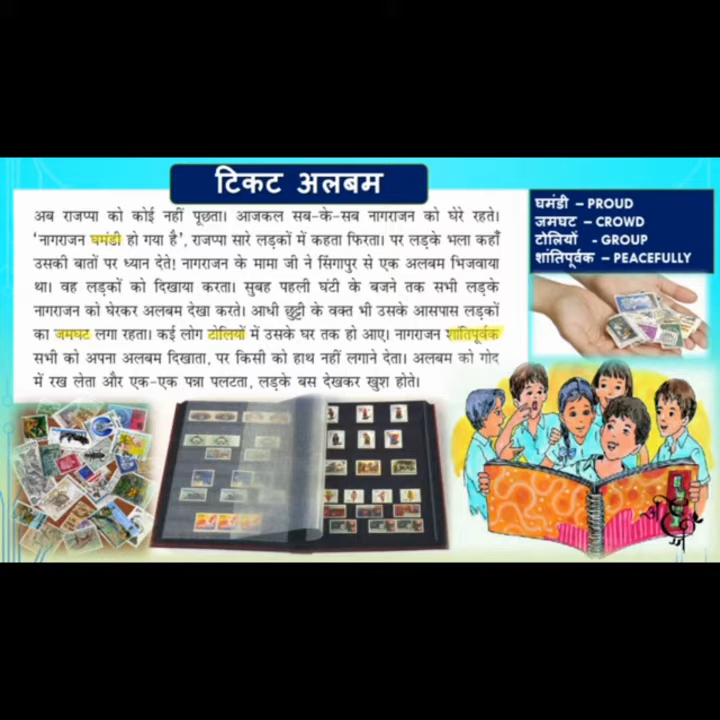 टिकट अलबम
अब राजप्पा को कोई नहीं पूछता। आजकल सब-के-सब नागराजन को घेरे रहते।
‘नागराजन घमंडी हो गया है’, राजप्पा सारे लड़कों में कहता फिरता। पर लड़के भला कहाँ
उसकी बातों पर ध्यान देते! नागराजन के मामा जी ने सिंगापुर से एक अलबम भिजवाया
था। वह लड़कों को दिखाया करता। सुबह पहली घंटी के बजने तक सभी लड़के
नागराजन को घेरकर अलबम देखा करते। आधी छुट्टी के वक्त भी उसके आसपास लड़कों
का जमघट लगा रहता। कई लोग टोलियों में उसके घर तक हो आए। नागराजन शांतिपूर्वक
सभी को अपना अलबम दिखाता, पर किसी को हाथ नहीं लगाने देता। अलबम को गोद
में रख लेता और एक-एक पन्ना पलटता, लड़के बस देखकर खुश होते।
घमंडी – PROUD
जमघट – CROWD
टोलियों - GROUP
शांतिपूर्वक – PEACEFULLY